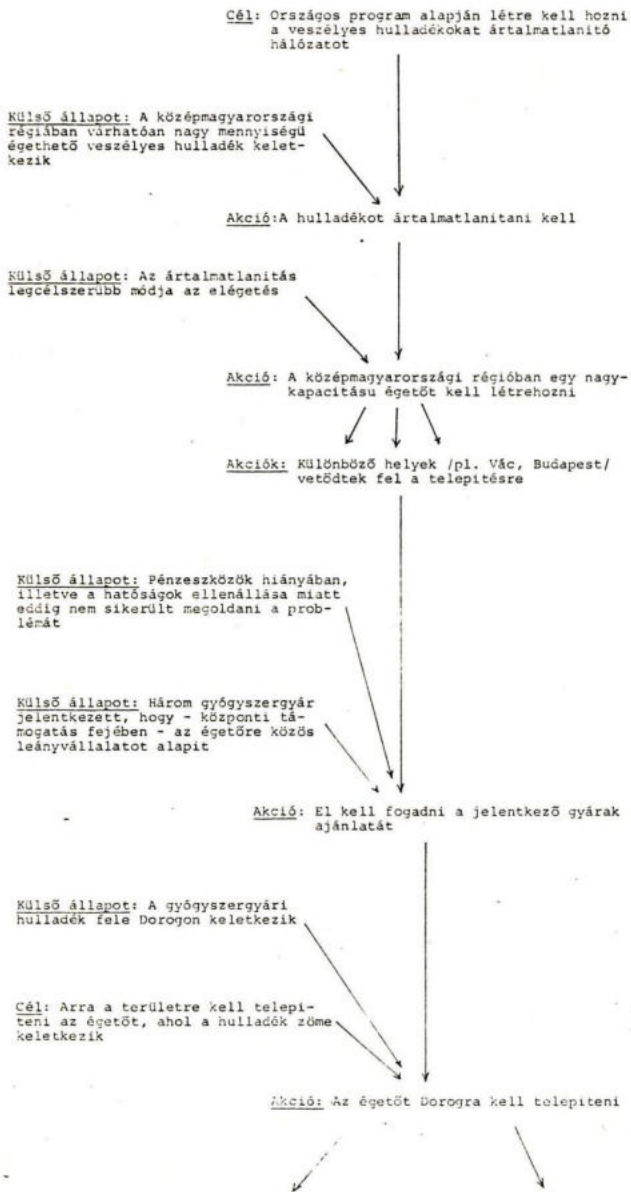 Cél: Országos program alapján létre kell hozni
a veszélyes hulladékokat ártalmatlanitó
hálózatot
Külső állapot: A középmagyarországi
régiában várhatóan nagy mennyiségü
égethető veszélyes hulladék kelet-
kezik
Akció:A hulladékot ártalmatlanitani kell
Külső állapot: Az ártalmatlanitás
legcélszerübb módja az elégetés
Akció: A középmagyarországi régióban egy nagy-
kapacitásu égetőt kell létrehozni
Akciók: Különböző helyek /pl. Vác, Budapest/
vetődtek fel a telepitésre
Külső állapot: Pénzeszközök hiányában,
illetve a hatóságok ellenállása miatt
eddig nem sikerült megoldani a prob-
lémát
Külső állapot: Három gyógyszergyár
jelentkezett, hogy - központi tá-
mogatás fejében - az égetőre közös
leányvállalatot alapit
Akció: El kell fogadni a jelentkező gyárak
ajánlatát
Külső állapot: A gyógyszergyári
hulladék fele Dorogon keletkezik
Cél: Arra a területre kell telepi-
teni az égetőt, ahol a hulladék zöme
keletkezik
Akció: Az égetőt Dorogra kell telepiteni